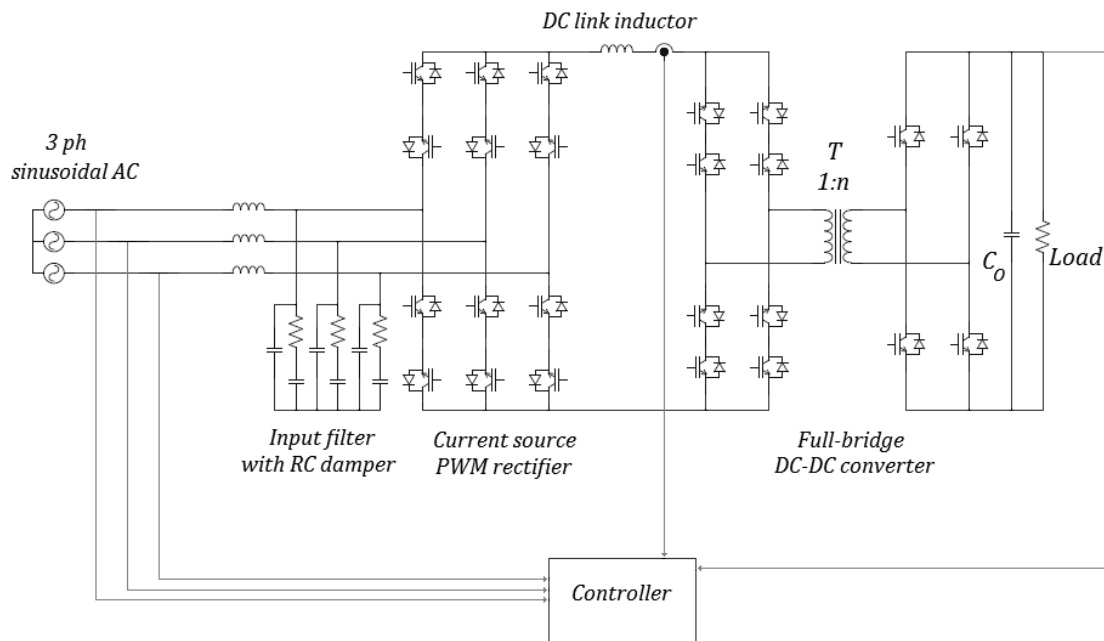 DC link inductor
3 ph
sinusoidal AC
T
1:n
C_O
Load
Input filter
with RC damper
Current source
PWM rectifier
Full-bridge
DC-DC converter
Controller